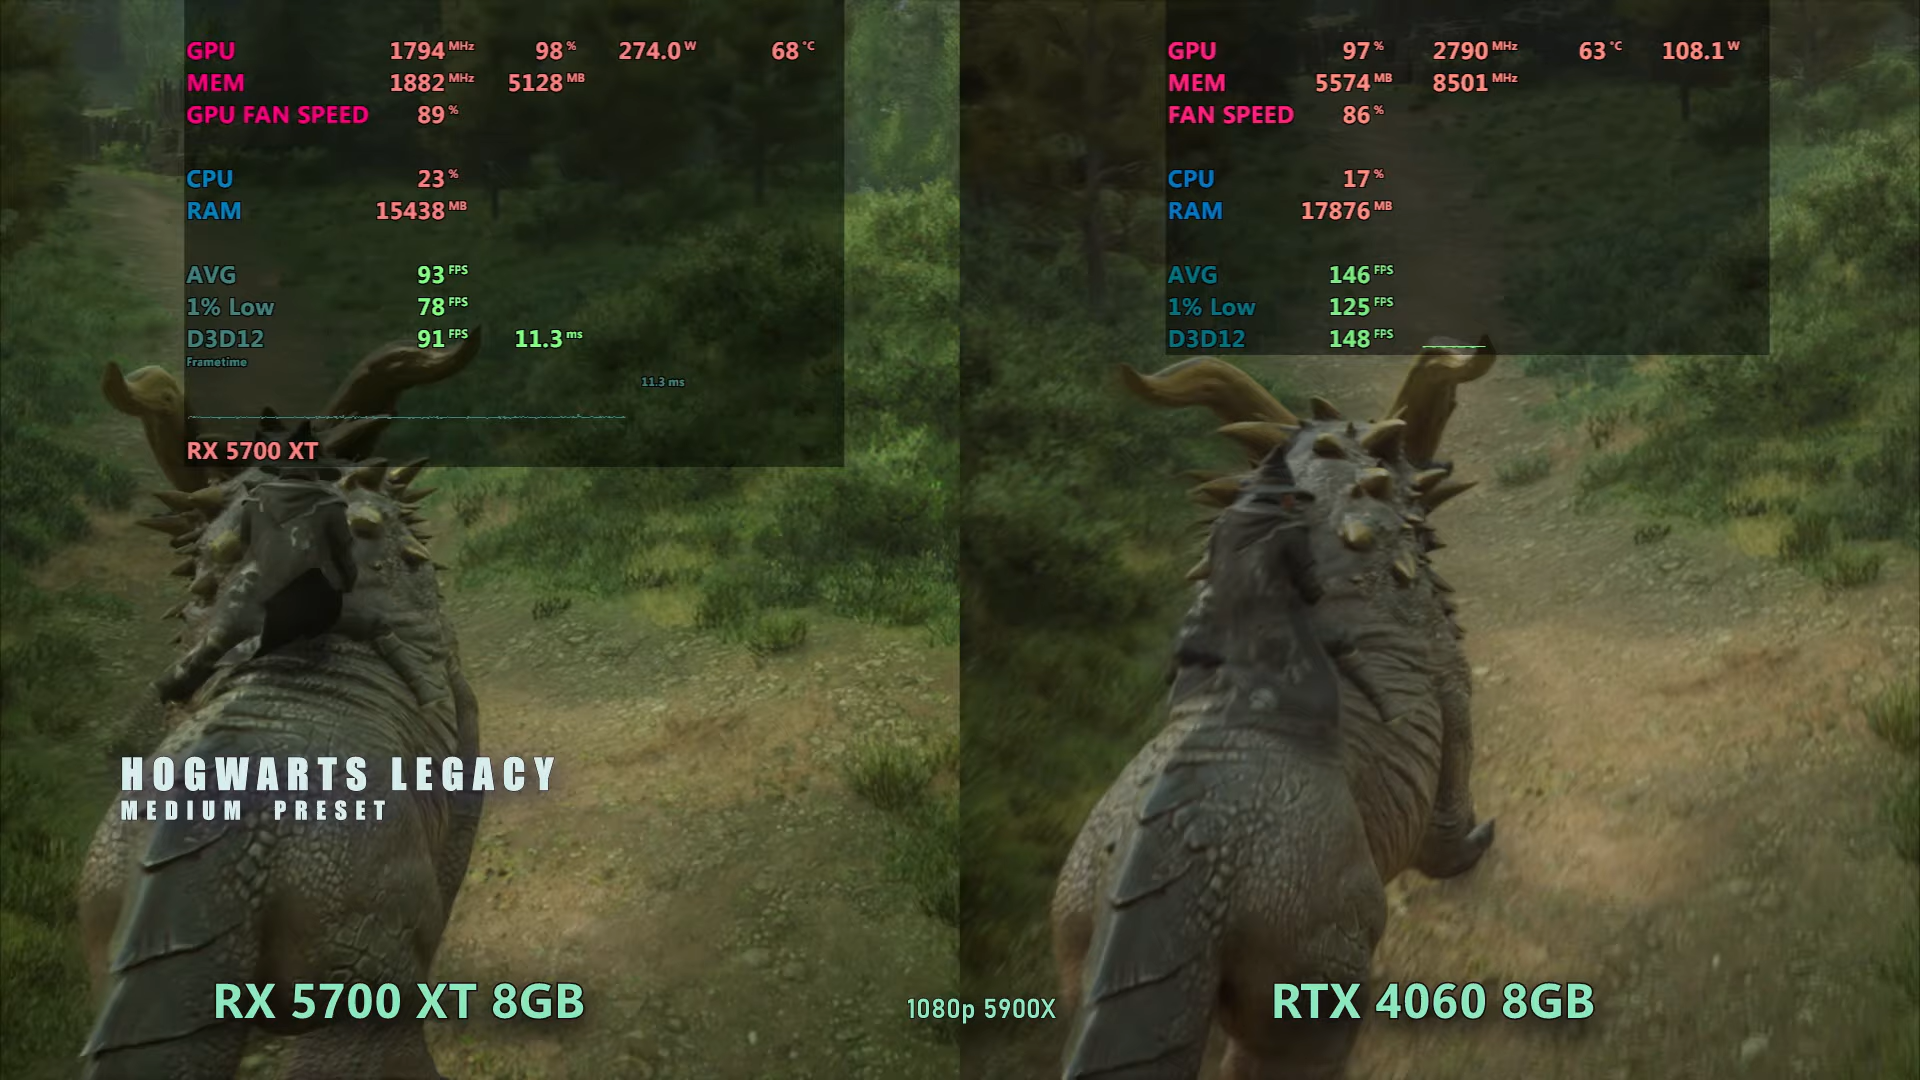 GPU 1794 MHz 98 % 274.0 W 68 °C
MEM 1882 MHz 5128 MB
GPU FAN SPEED 89 %
CPU 23 %
RAM 15438 MB
AVG 93 FPS
1% Low 78 FPS
D3D12 91 FPS 11.3 ms
Frametime
11.3 ms
RX 5700 XT
GPU 97 % 2790 MHz 63 °C 108.1 W
MEM 5574 MB 8501 MHz
FAN SPEED 86 %
CPU 17 %
RAM 17876 MB
AVG 146 FPS
1% Low 125 FPS
D3D12 148 FPS
HOGWARTS LEGACY
MEDIUM PRESET
RX 5700 XT 8GB
1080p 5900X
RTX 4060 8GB